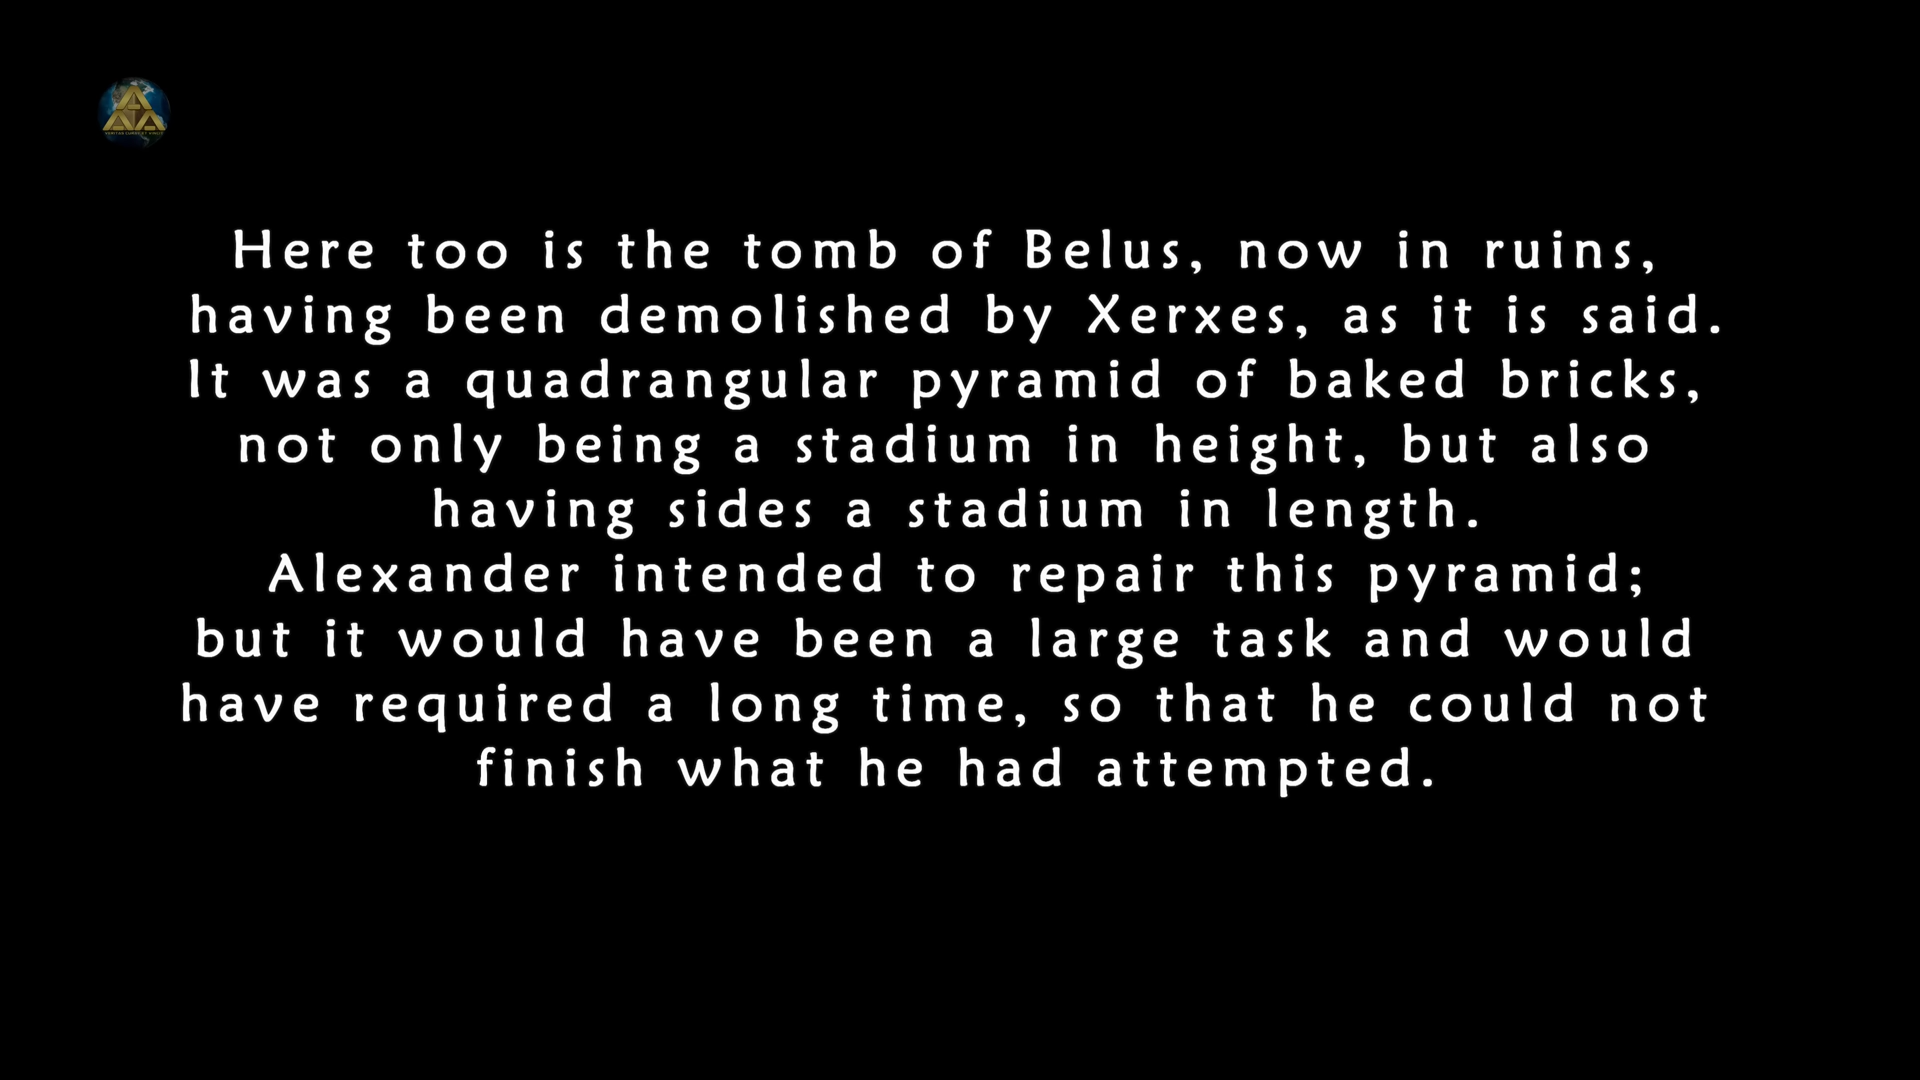 Here too is the tomb of Belus, now in ruins,
having been demolished by Xerxes, as it is said.
It was a quadrangular pyramid of baked bricks,
not only being a stadium in height, but also
having sides a stadium in length.
Alexander intended to repair this pyramid;
but it would have been a large task and would
have required a long time, so that he could not
finish what he had attempted.